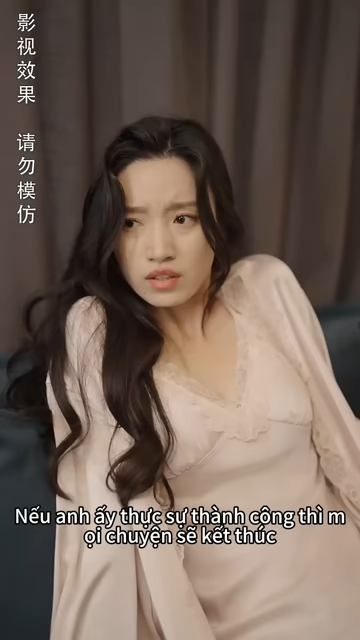 影视效果 请勿模仿
Nếu anh ấy thực sự thành công thì m
ọi chuyện sẽ kết thúc